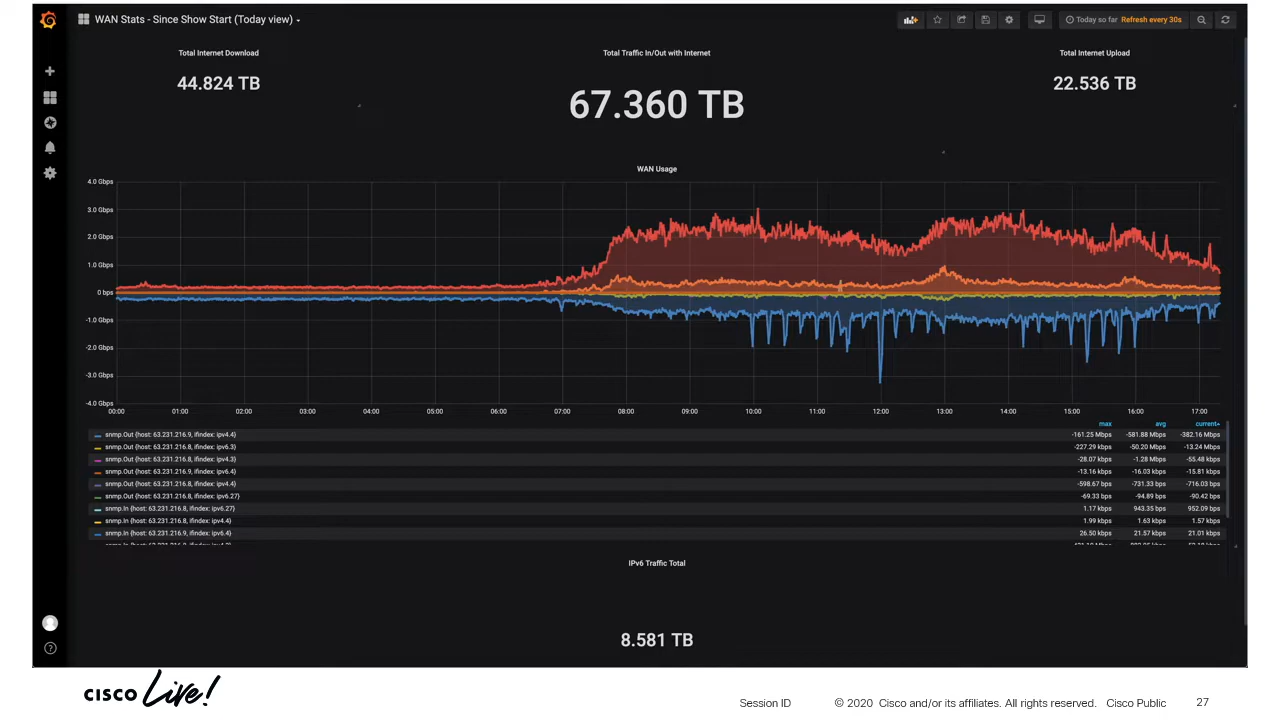 WAN Stats - Since Show Start (Today view)
Today so far Refresh every 30s
Total Internet Download
44.824 TB
Total Traffic In/Out with Internet
67.360 TB
Total Internet Upload
22.536 TB
WAN Usage
4.0 Gbps
3.0 Gbps
2.0 Gbps
1.0 Gbps
0 bps
-1.0 Gbps
-2.0 Gbps
-3.0 Gbps
-4.0 Gbps
00:00 01:00 02:00 03:00 04:00 05:00 06:00 07:00 08:00 09:00 10:00 11:00 12:00 13:00 14:00 15:00 16:00 17:00
max avg current
snmp.Out {host: 63.231.216.9, ifindex: ipv4.4} -161.25 Mbps -581.88 Mbps -382.16 Mbps
snmp.Out {host: 63.231.216.8, ifindex: ipv6.3} -227.29 kbps -50.20 Mbps -13.24 Mbps
snmp.Out {host: 63.231.216.8, ifindex: ipv4.3} -28.07 kbps -1.28 Mbps -55.48 kbps
snmp.Out {host: 63.231.216.9, ifindex: ipv6.4} -13.16 kbps -16.03 kbps -15.81 kbps
snmp.Out {host: 63.231.216.8, ifindex: ipv4.4} -598.67 bps -731.33 bps -716.03 bps
snmp.Out {host: 63.231.216.8, ifindex: ipv6.27} -69.33 bps -94.89 bps -90.42 bps
snmp.In {host: 63.231.216.8, ifindex: ipv6.27} 1.17 kbps 943.35 bps 952.09 bps
snmp.In {host: 63.231.216.8, ifindex: ipv4.4} 1.99 kbps 1.63 kbps 1.57 kbps
snmp.In {host: 63.231.216.9, ifindex: ipv6.4} 26.50 kbps 21.57 kbps 21.01 kbps
IPv6 Traffic Total
8.581 TB
CISCO Live!
Session ID © 2020 Cisco and/or its affiliates. All rights reserved. Cisco Public 27